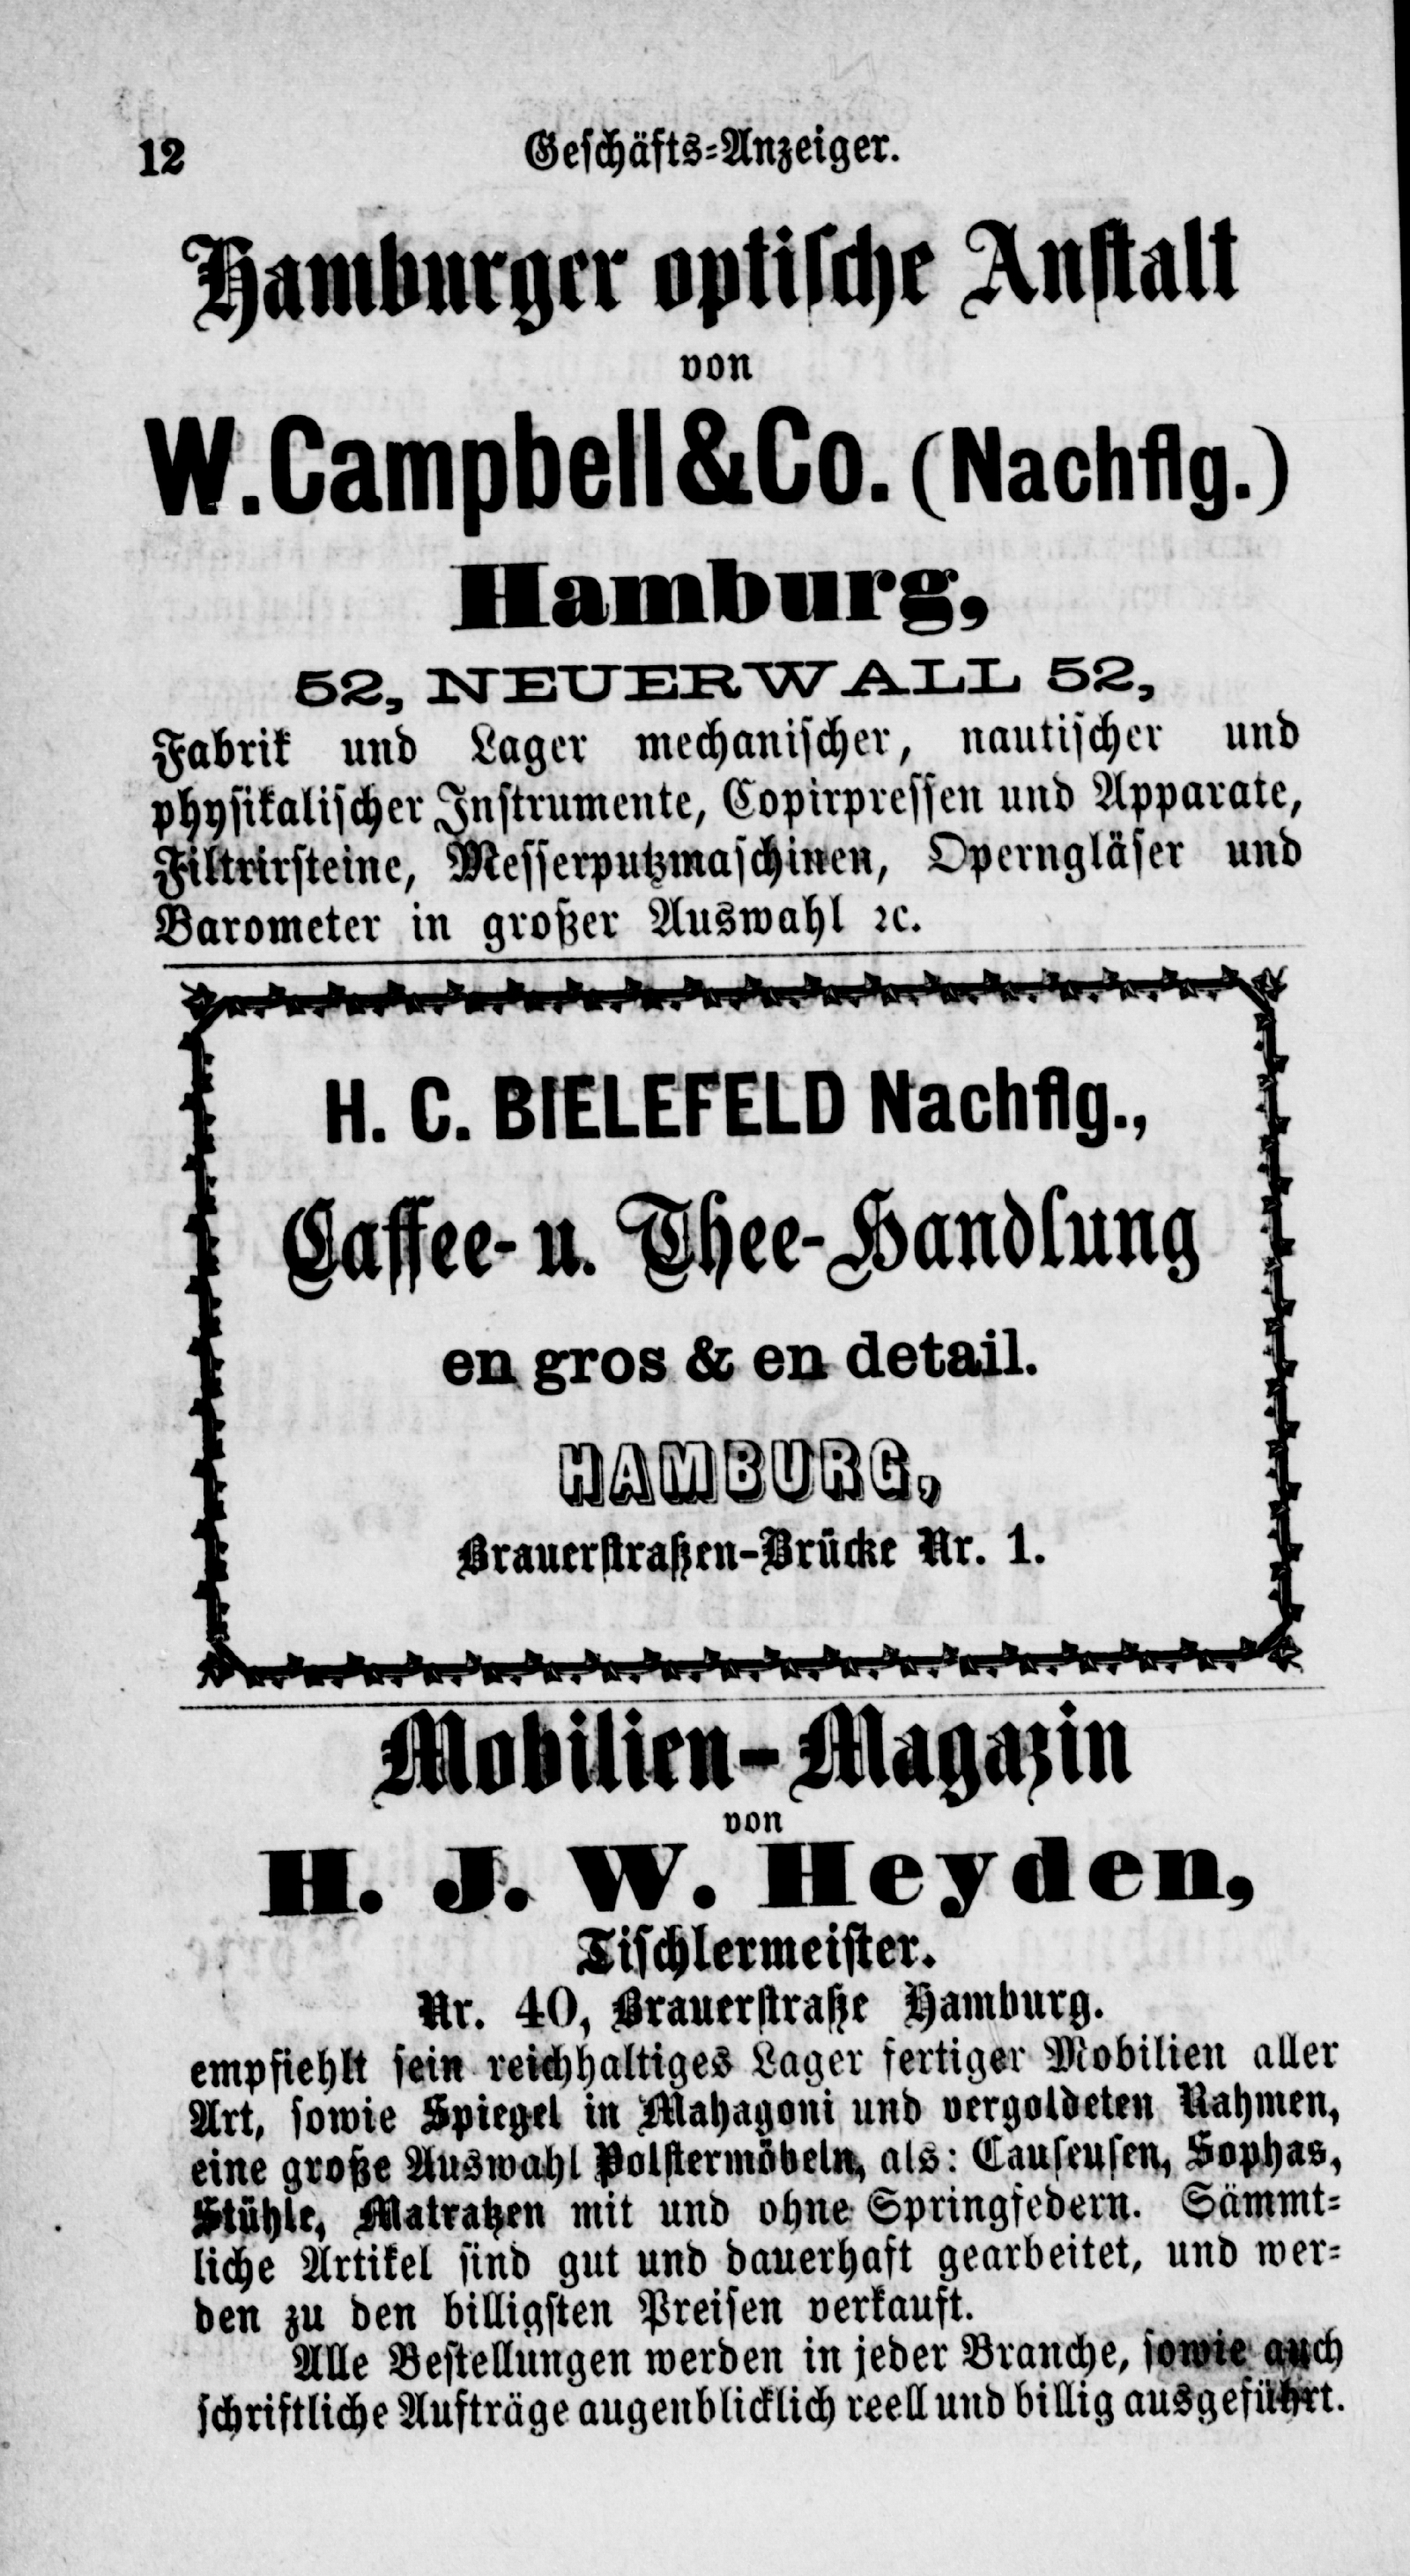 12
Geschäfts-Anzeiger.
Hamburger optische Anstalt
von
W. Campbell & Co. (Nachflg.)
Hamburg,
52, NEUERWALL 52,
Fabrik und Lager mechanischer, nautischer und
physikalischer Instrumente, Copirpressen und Apparate,
Filtrirsteine, Messerputzmaschinen, Operngläser und
Barometer in großer Auswahl ꝛc.
H. C. BIELEFELD Nachflg.,
Caffee- u. Thee-Handlung
en gros & en detail.
HAMBURG,
Brauerstraßen-Brücke Nr. 1.
Mobilien-Magazin
von
H. J. W. Heyden,
Tischlermeister.
Nr. 40, Brauerstraße Hamburg.
empfiehlt sein reichhaltiges Lager fertiger Mobilien aller
Art, sowie Spiegel in Mahagoni und vergoldeten Rahmen,
eine große Auswahl Polstermöbeln, als: Causeusen, Sophas,
Stühle, Matratzen mit und ohne Springfedern. Sämmt-
liche Artikel sind gut und dauerhaft gearbeitet, und wer-
den zu den billigsten Preisen verkauft.
Alle Bestellungen werden in jeder Branche, sowie auch
schriftliche Aufträge augenblicklich reell und billig ausgeführt.